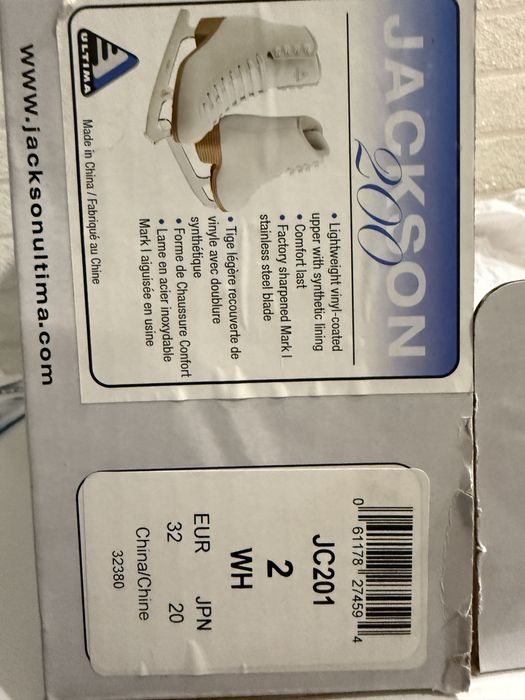 JACKSON
200
• Lightweight vinyl-coated
upper with synthetic lining
• Comfort last
• Factory sharpened Mark I
stainless steel blade
• Tige légère recouverte de
vinyle avec doublure
synthétique
• Forme de Chaussure Confort
• Lame en acier inoxydable
Mark I aiguisée en usine
ULTIMA
Made in China / Fabriqué au Chine
www.jacksonultima.com
0 61178 27459 4
JC201
2
WH
EUR JPN
32 20
China/Chine
32380